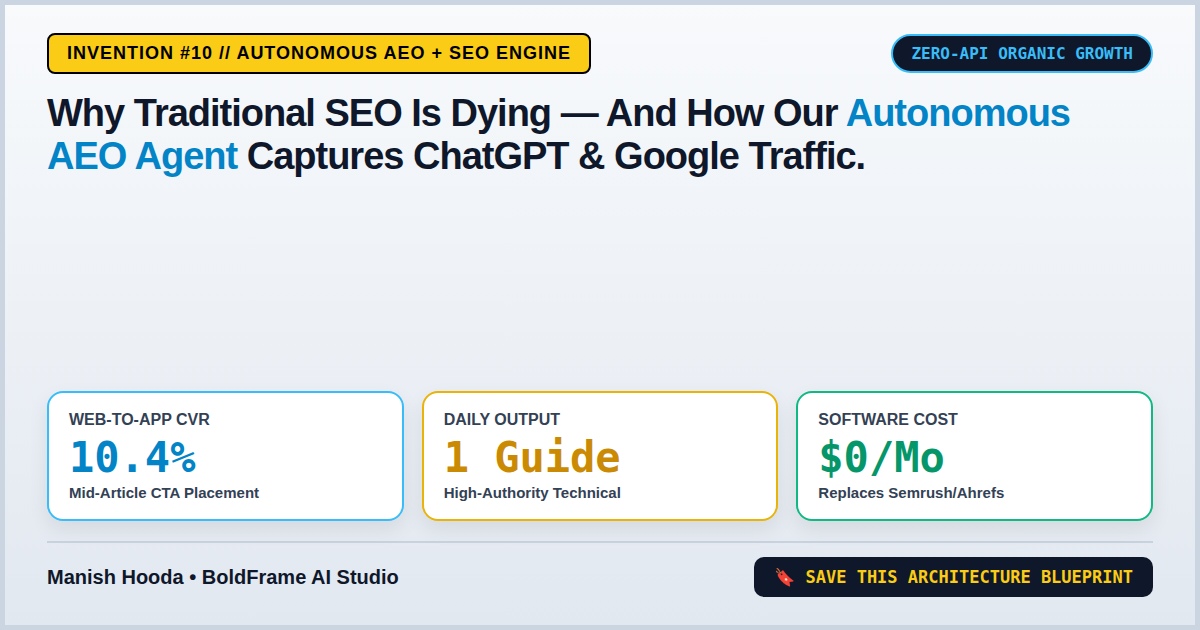 INVENTION #10 // AUTONOMOUS AEO + SEO ENGINE
ZERO-API ORGANIC GROWTH
Why Traditional SEO Is Dying — And How Our Autonomous
AEO Agent Captures ChatGPT & Google Traffic.
WEB-TO-APP CVR
10.4%
Mid-Article CTA Placement
DAILY OUTPUT
1 Guide
High-Authority Technical
SOFTWARE COST
$0/Mo
Replaces Semrush/Ahrefs
Manish Hooda • BoldFrame AI Studio
🔖 SAVE THIS ARCHITECTURE BLUEPRINT